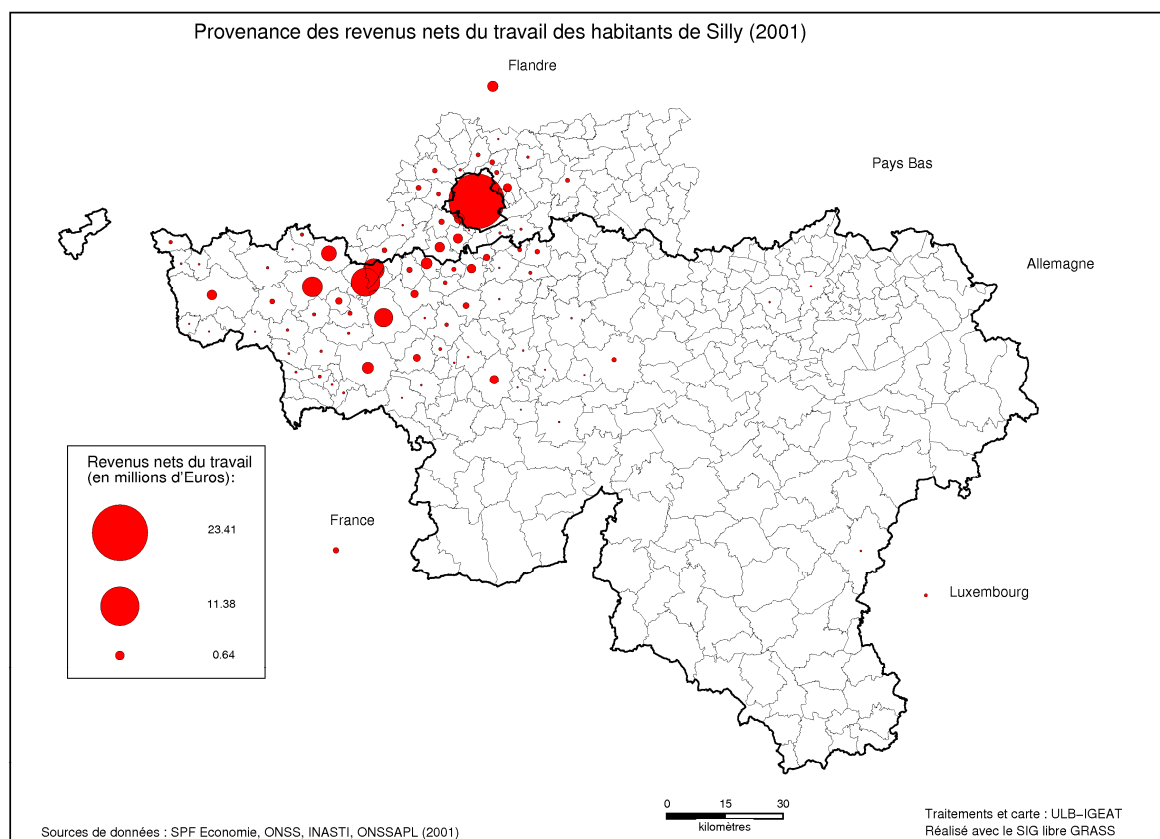 Provenance des revenus nets du travail des habitants de Silly (2001)
Flandre
Pays Bas
Allemagne
Revenus nets du travail
(en millions d'Euros):
23.41
11.38
0.64
France
Luxembourg
0 15 30
kilomètres
Sources de données : SPF Economie, ONSS, INASTI, ONSSAPL (2001)
Traitements et carte : ULB-IGEAT
Réalisé avec le SIG libre GRASS